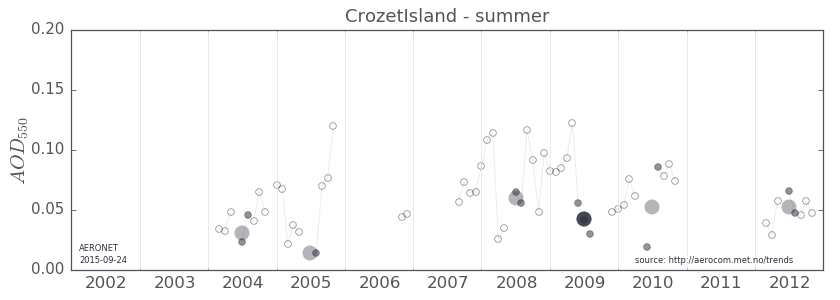 CrozetIsland - summer
0.20
0.15
0.10
0.05
0.00
AOD550
AERONET
2015-09-24
source: http://aerocom.met.no/trends
2002 2003 2004 2005 2006 2007 2008 2009 2010 2011 2012